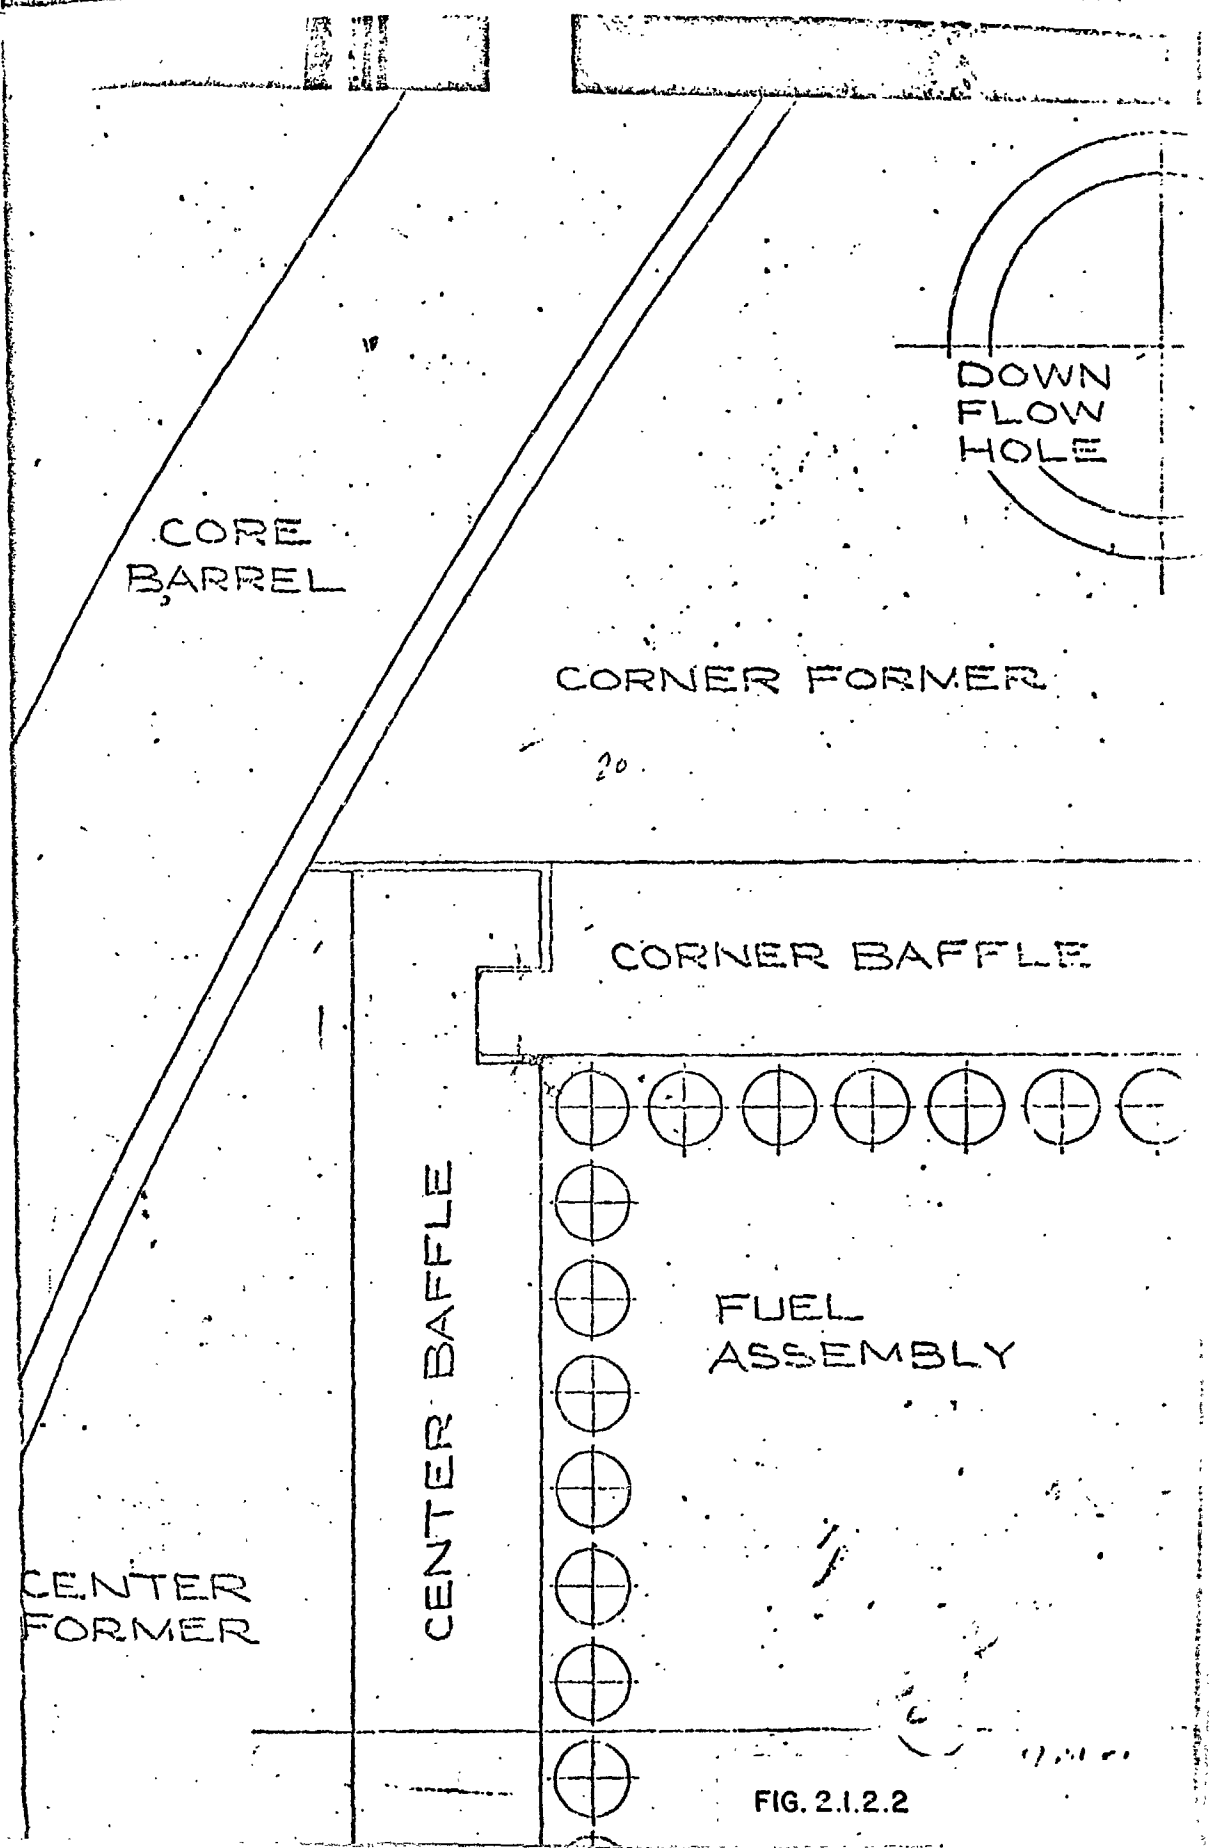 DOWN
FLOW
HOLE
CORE
BARREL
CORNER FORMER
20
CORNER BAFFLE
CENTER BAFFLE
FUEL
ASSEMBLY
CENTER
FORMER
FIG. 2.1.2.2